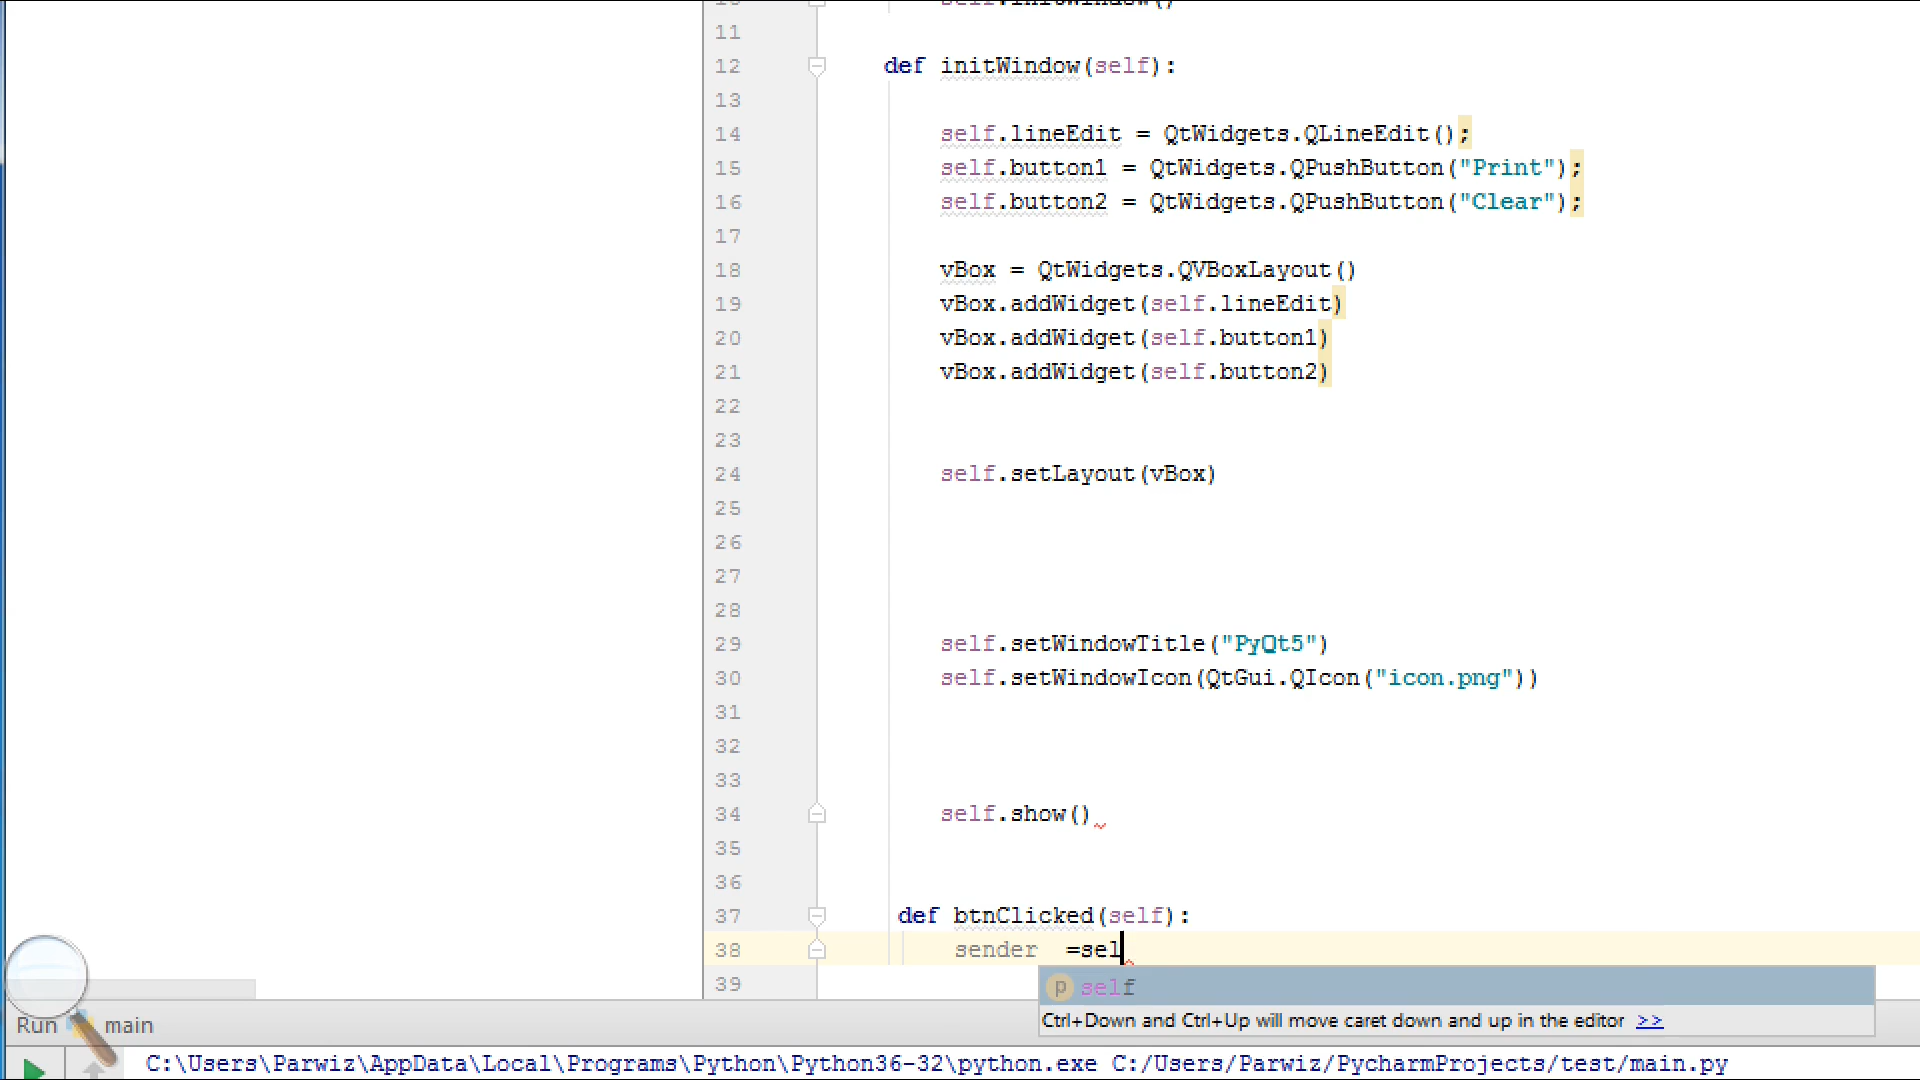 11
12 def initWindow(self):
13
14 self.lineEdit = QtWidgets.QLineEdit();
15 self.button1 = QtWidgets.QPushButton("Print");
16 self.button2 = QtWidgets.QPushButton("Clear");
17
18 vBox = QtWidgets.QVBoxLayout()
19 vBox.addWidget(self.lineEdit)
20 vBox.addWidget(self.button1)
21 vBox.addWidget(self.button2)
22
23
24 self.setLayout(vBox)
25
26
27
28
29 self.setWindowTitle("PyQt5")
30 self.setWindowIcon(QtGui.QIcon("icon.png"))
31
32
33
34 self.show()
35
36
37 def btnClicked(self):
38 sender =sel
39
p self
Ctrl+Down and Ctrl+Up will move caret down and up in the editor >>
Run main
C:\Users\Parwiz\AppData\Local\Programs\Python\Python36-32\python.exe C:/Users/Parwiz/PycharmProjects/test/main.py